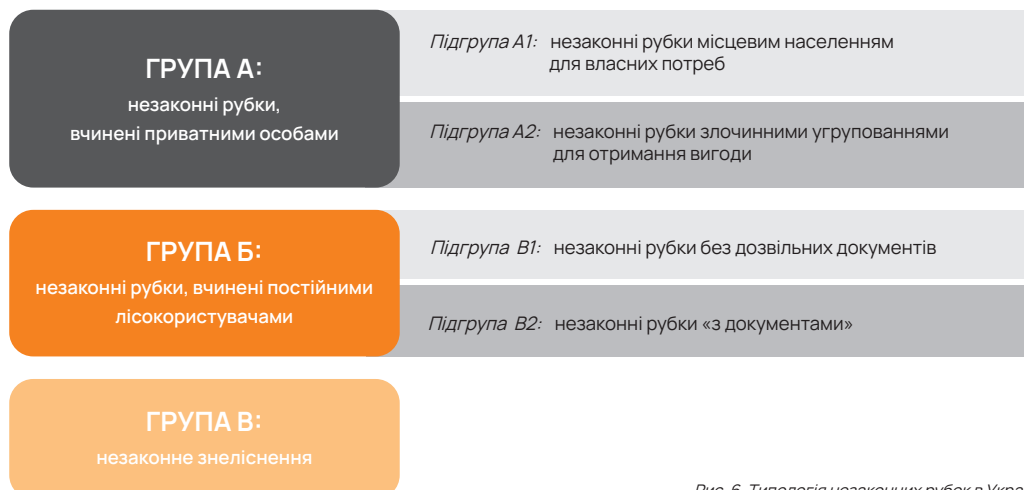 ГРУПА А:
незаконні рубки,
вчинені приватними особами
Підгрупа А1: незаконні рубки місцевим населенням
для власних потреб
Підгрупа А2: незаконні рубки злочинними угрупованнями
для отримання вигоди
ГРУПА Б:
незаконні рубки, вчинені постійними
лісокористувачами
Підгрупа В1: незаконні рубки без дозвільних документів
Підгрупа В2: незаконні рубки «з документами»
ГРУПА В:
незаконне знеліснення
Рис. 6. Типологія незаконних рубок в